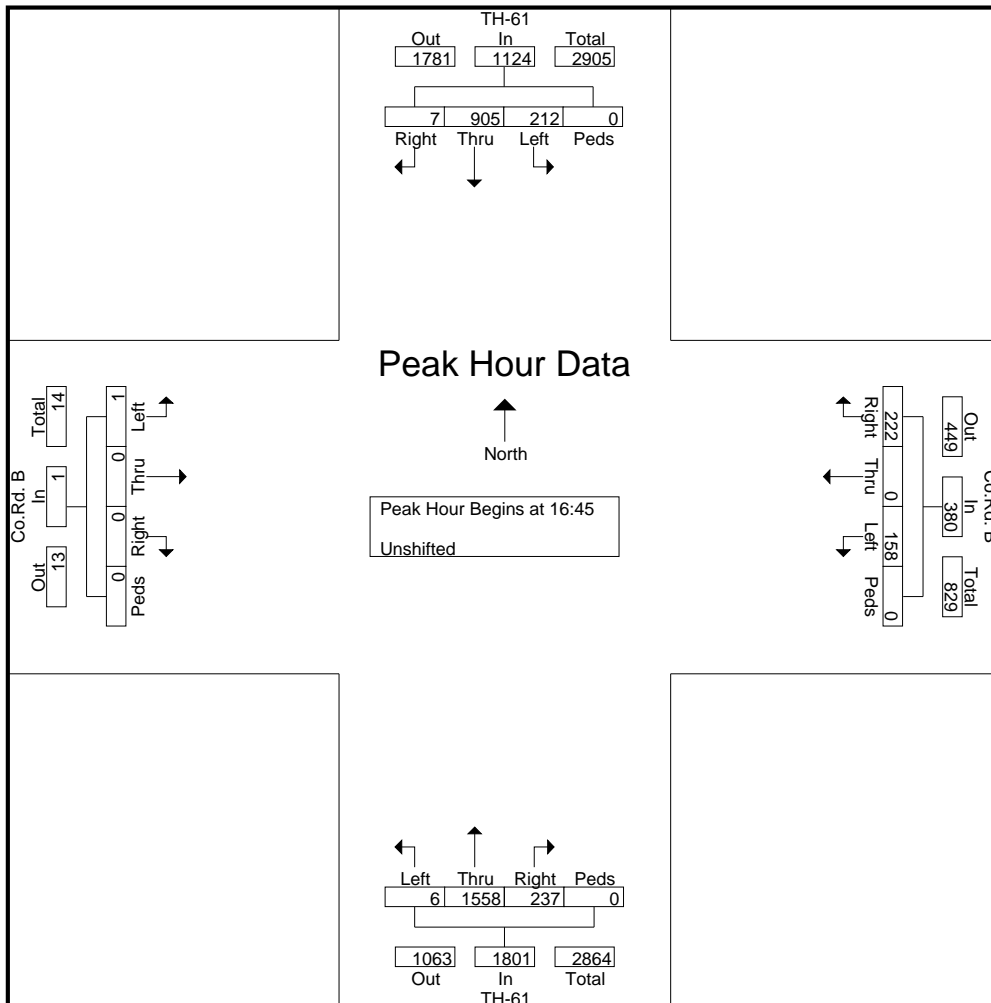 TH-61
Out In Total
1781 1124 2905
7 905 212 0
Right Thru Left Peds
Peak Hour Data
North
Peak Hour Begins at 16:45
Unshifted
Co.Rd. B
Total In Out
14 1 13
1 0 0 0
Left Thru Right Peds
Right Thru Left Peds
222 0 158 0
Out In Total
449 380 829
Co.Rd. B
Left Thru Right Peds
6 1558 237 0
1063 1801 2864
Out In Total
TH-61